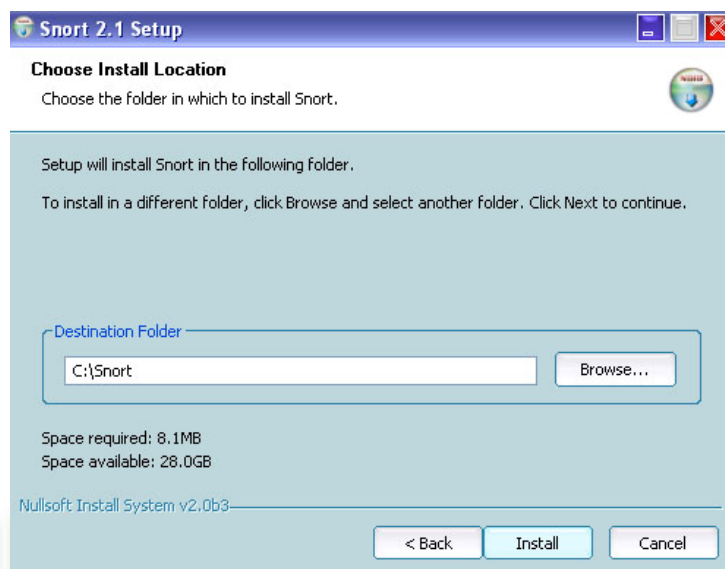 Snort 2.1 Setup
Choose Install Location
Choose the folder in which to install Snort.
Setup will install Snort in the following folder.
To install in a different folder, click Browse and select another folder. Click Next to continue.
Destination Folder
C:\Snort
Browse...
Space required: 8.1MB
Space available: 28.0GB
Nullsoft Install System v2.0b3
< Back
Install
Cancel